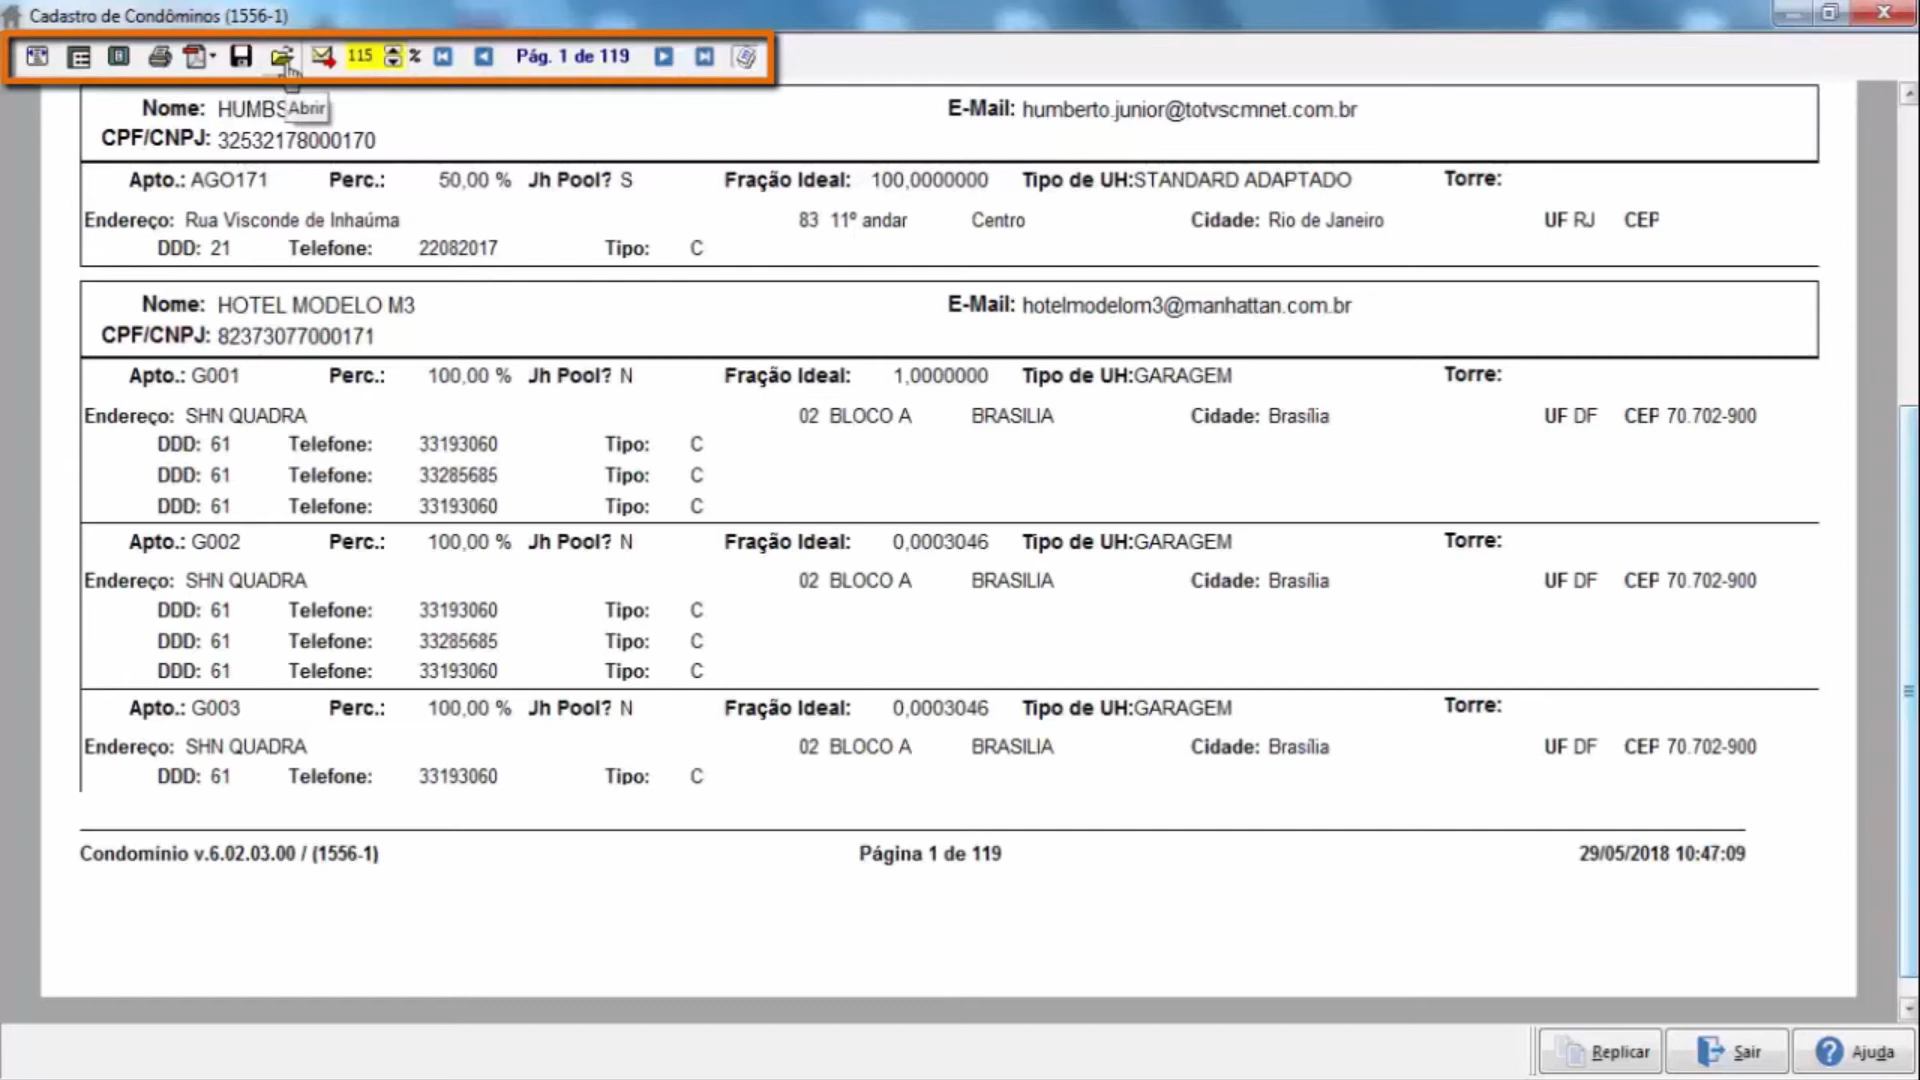 Cadastro de Condôminos (1556-1)
115 % Pág. 1 de 119
Abrir
Nome: HUMBS E-Mail: humberto.junior@totvscmnet.com.br
CPF/CNPJ: 32532178000170
Apto.: AGO171 Perc.: 50,00 % Jh Pool? S Fração Ideal: 100,0000000 Tipo de UH:STANDARD ADAPTADO Torre:
Endereço: Rua Visconde de Inhaúma 83 11º andar Centro Cidade: Rio de Janeiro UF RJ CEP
DDD: 21 Telefone: 22082017 Tipo: C
Nome: HOTEL MODELO M3 E-Mail: hotelmodelom3@manhattan.com.br
CPF/CNPJ: 82373077000171
Apto.: G001 Perc.: 100,00 % Jh Pool? N Fração Ideal: 1,0000000 Tipo de UH:GARAGEM Torre:
Endereço: SHN QUADRA 02 BLOCO A BRASILIA Cidade: Brasília UF DF CEP 70.702-900
DDD: 61 Telefone: 33193060 Tipo: C
DDD: 61 Telefone: 33285685 Tipo: C
DDD: 61 Telefone: 33193060 Tipo: C
Apto.: G002 Perc.: 100,00 % Jh Pool? N Fração Ideal: 0,0003046 Tipo de UH:GARAGEM Torre:
Endereço: SHN QUADRA 02 BLOCO A BRASILIA Cidade: Brasília UF DF CEP 70.702-900
DDD: 61 Telefone: 33193060 Tipo: C
DDD: 61 Telefone: 33285685 Tipo: C
DDD: 61 Telefone: 33193060 Tipo: C
Apto.: G003 Perc.: 100,00 % Jh Pool? N Fração Ideal: 0,0003046 Tipo de UH:GARAGEM Torre:
Endereço: SHN QUADRA 02 BLOCO A BRASILIA Cidade: Brasília UF DF CEP 70.702-900
DDD: 61 Telefone: 33193060 Tipo: C
Condomínio v.6.02.03.00 / (1556-1) Página 1 de 119 29/05/2018 10:47:09
Replicar Sair Ajuda